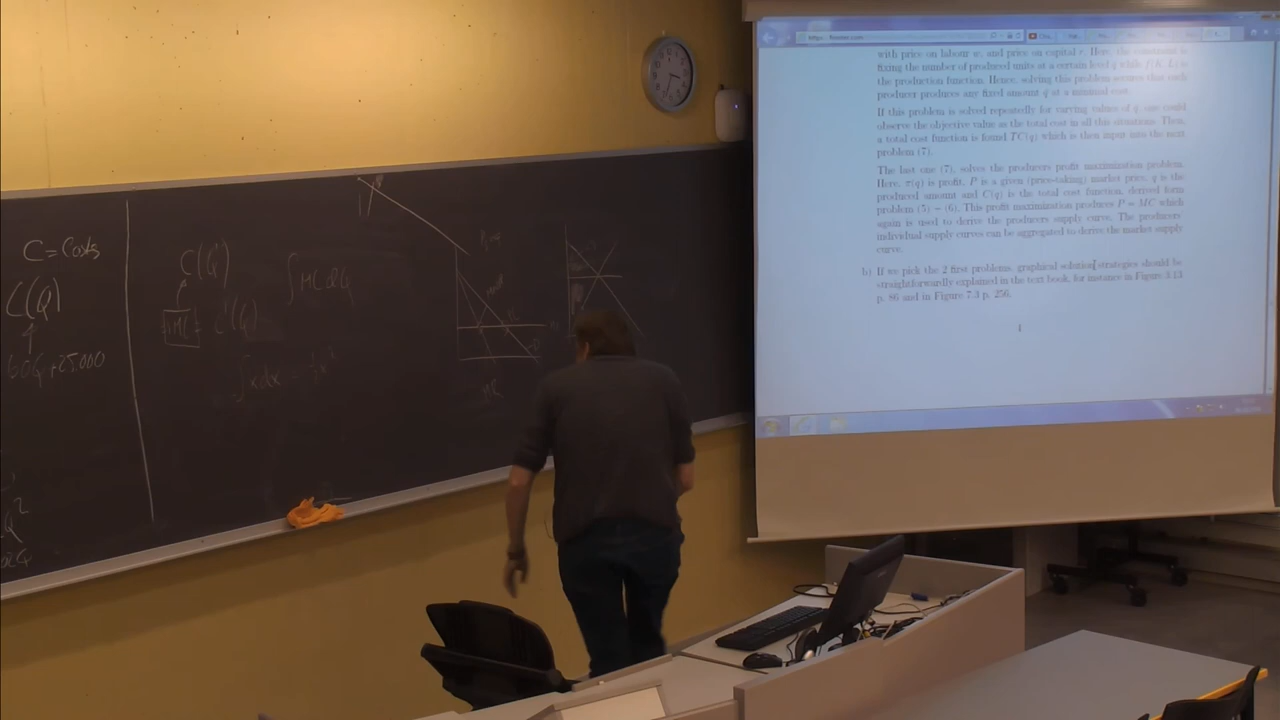 C = Costs
C(Q)
60Q + 25.000
Q²
C(Q)
MC
C'(Q)
∫MC dQ
∫x dx = ½x²
MC
with price on labour w, and price on capital r. Here, the constraint is
fixing the number of produced units at a certain level q while f(K, L) is
the production function. Hence, solving this problem secures that each
producer produces any fixed amount q at a minimal cost.
If this problem is solved repeatedly for varying values of q one could
observe the objective value as the total cost in all this situations. Then,
a total cost function is found TC(q) which is then input into the next
problem (7).
The last one (7), solves the producers profit maximization problem.
Here, π(q) is profit, P is a given (price-taking) market price, q is the
produced amount and C(q) is the total cost function, derived form
problem (5) – (6). This profit maximization produces P = MC which
again is used to derive the producers supply curve. The producers'
individual supply curves can be aggregated to derive the market supply
curve.
b) If we pick the 2 first problems, graphical solution strategies should be
straightforwardly explained in the text book, for instance in Figure 3.13
p. 86 and in Figure 7.3 p. 256.
1